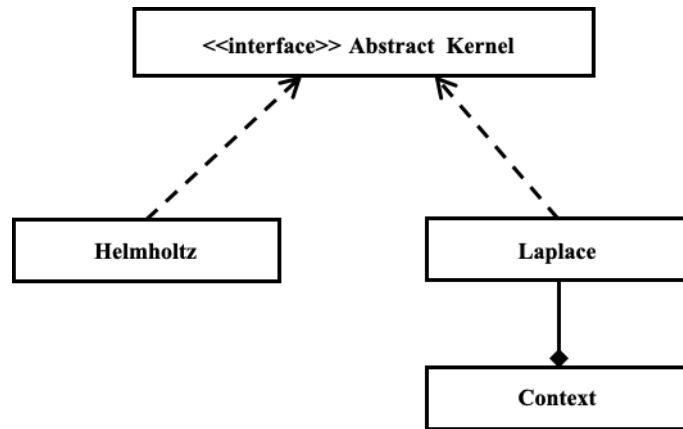 <<interface>> Abstract Kernel
Helmholtz
Laplace
Context